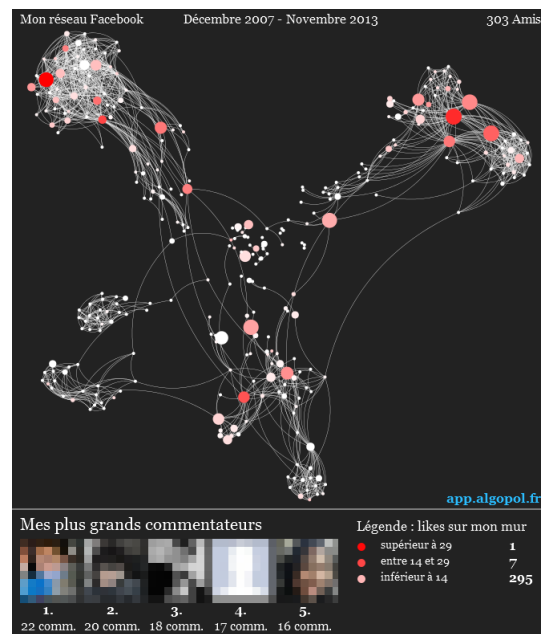 Mon réseau Facebook Décembre 2007 - Novembre 2013 303 Amis
app.algopol.fr
Mes plus grands commentateurs
1. 2. 3. 4. 5.
22 comm. 20 comm. 18 comm. 17 comm. 16 comm.
Légende : likes sur mon mur
supérieur à 29 1
entre 14 et 29 7
inférieur à 14 295